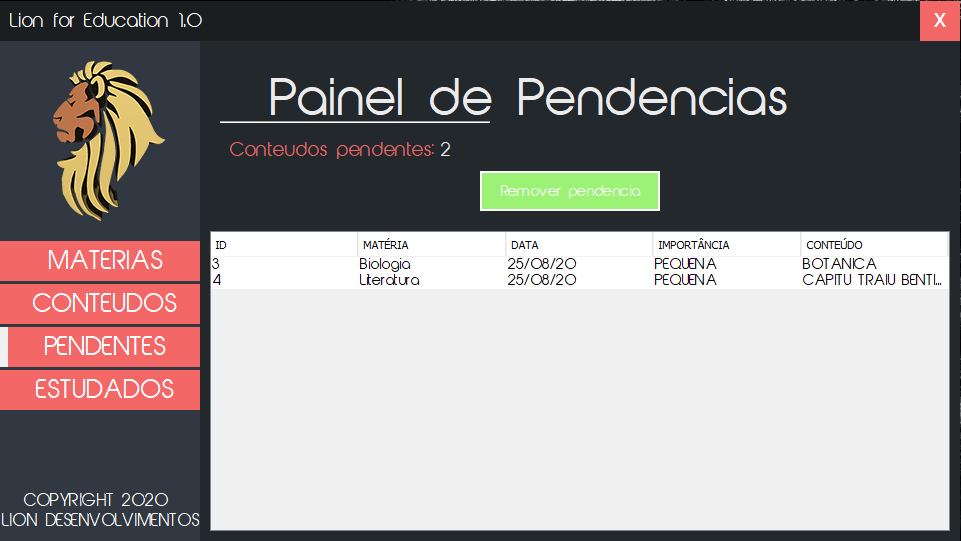 Lion for Education 1.0
X
Painel de Pendencias
Conteudos pendentes: 2
Remover pendencia
MATERIAS
CONTEUDOS
PENDENTES
ESTUDADOS
ID MATÉRIA DATA IMPORTÂNCIA CONTEÚDO
3 Biologia 25/08/20 PEQUENA BOTANICA
4 Literatura 25/08/20 PEQUENA CAPITU TRAIU BENTI...
COPYRIGHT 2020
LION DESENVOLVIMENTOS